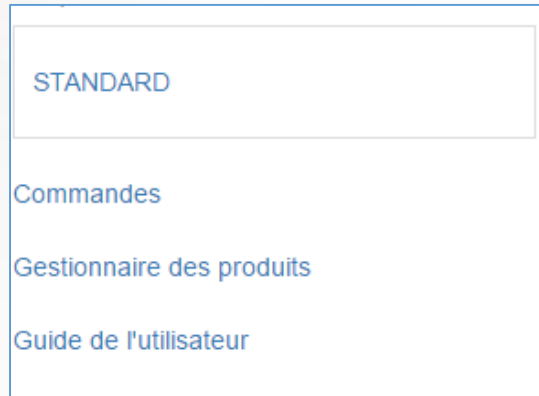 STANDARD
Commandes
Gestionnaire des produits
Guide de l'utilisateur